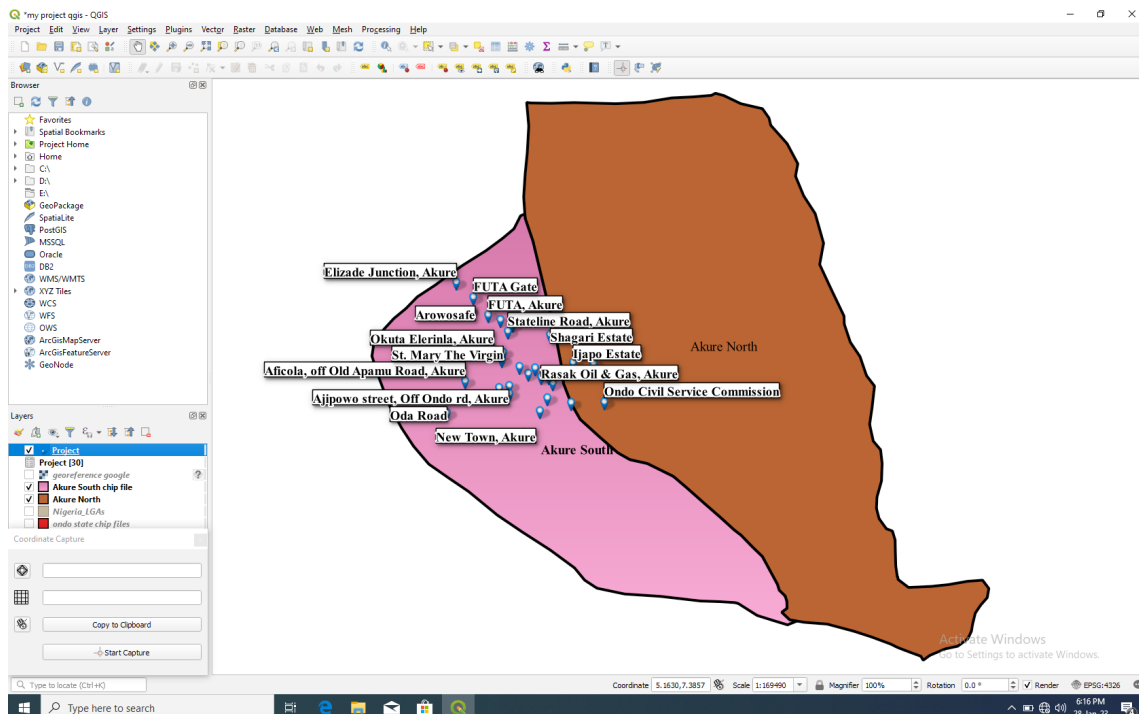 *my project qgis - QGIS
Project Edit View Layer Settings Plugins Vector Raster Database Web Mesh Processing Help
Browser
Favorites
Spatial Bookmarks
Project Home
Home
C:\
D:\
E:\
GeoPackage
SpatiaLite
PostGIS
MSSQL
Oracle
DB2
WMS/WMTS
XYZ Tiles
WCS
WFS
OWS
ArcGisMapServer
ArcGisFeatureServer
GeoNode
Layers
Project
Project [30]
georeference google
?
Akure South chip file
Akure North
Nigeria_LGAs
ondo state chip files
Coordinate Capture
Copy to Clipboard
Start Capture
Elizade Junction, Akure
FUTA Gate
FUTA, Akure
Arowosafe
Stateline Road, Akure
Okuta Elerinla, Akure
Shagari Estate
Akure North
St. Mary The Virgin
Ijapo Estate
Aficola, off Old Apamu Road, Akure
Rasak Oil & Gas, Akure
Ondo Civil Service Commission
Ajipowo street, Off Ondo rd, Akure
Oda Road
New Town, Akure
Akure South
Activate Windows
Go to Settings to activate Windows.
Type to locate (Ctrl+K)
Coordinate 5.1630,7.3857 Scale 1:169490 Magnifier 100% Rotation 0.0 ° Render EPSG:4326
Type here to search
6:16 PM
28-Jan-23